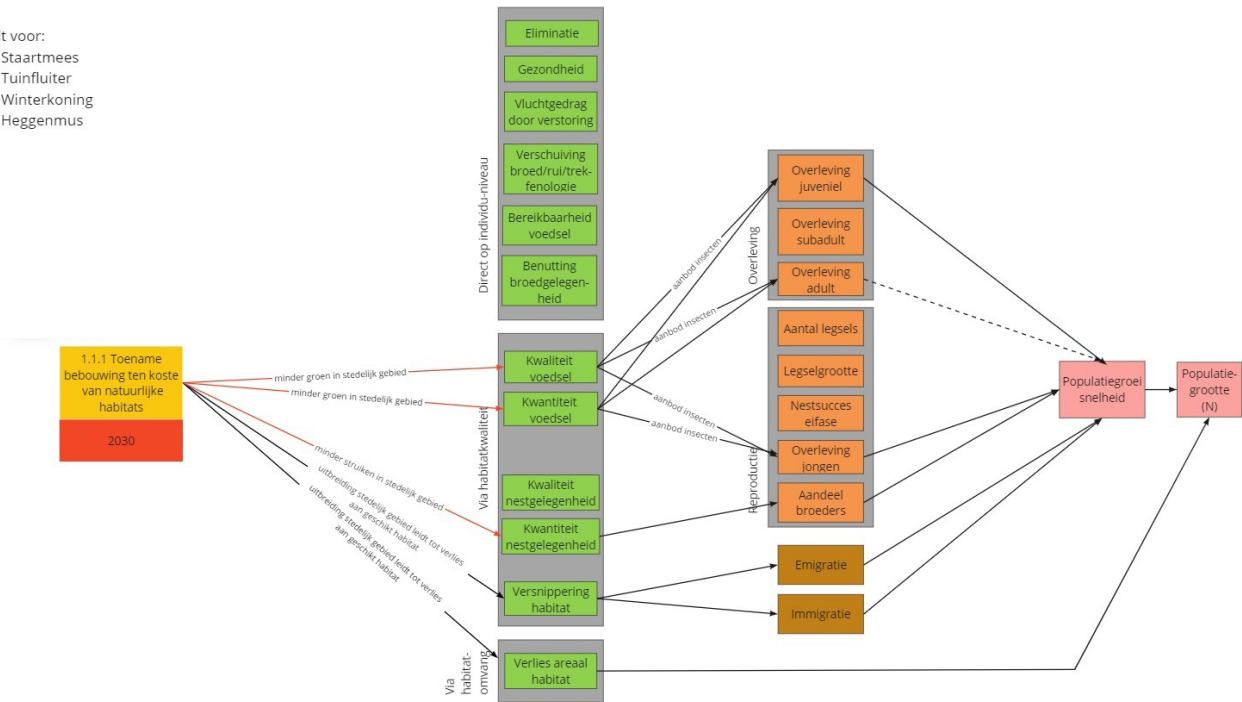 t voor:
Staartmees
Tuinfluiter
Winterkoning
Heggenmus
1.1.1 Toename
bebouwing ten koste
van natuurlijke
habitats
2030
minder groen in stedelijk gebied
minder groen in stedelijk gebied
minder struiken in stedelijk gebied
uitbreiding stedelijk gebied leidt tot verlies
aan geschikt habitat
uitbreiding stedelijk gebied leidt tot verlies
aan geschikt habitat
Direct op individu-niveau
Eliminatie
Gezondheid
Vluchtgedrag
door verstoring
Verschuiving
broed/rui/trek-
fenologie
Bereikbaarheid
voedsel
Benutting
broedgelegen-
heid
Via habitatkwaliteit
Kwaliteit
voedsel
Kwantiteit
voedsel
Kwaliteit
nestgelegenheid
Kwantiteit
nestgelegenheid
Versnippering
habitat
Via
habitat-
omvang
Verlies areaal
habitat
aanbod insecten
aanbod insecten
aanbod insecten
aanbod insecten
Overleving
Overleving
juveniel
Overleving
subadult
Overleving
adult
Reproductie
Aantal legsels
Legselgrootte
Nestsucces
eifase
Overleving
jongen
Aandeel
broeders
Emigratie
Immigratie
Populatiegroei
snelheid
Populatie-
grootte
(N)